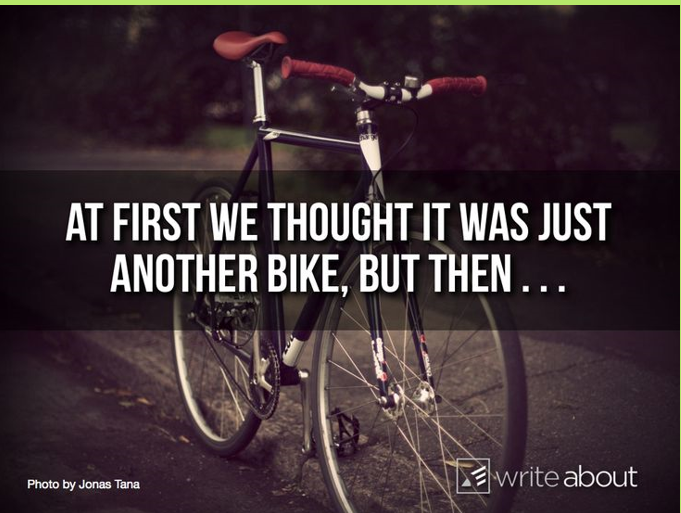 AT FIRST WE THOUGHT IT WAS JUST
ANOTHER BIKE, BUT THEN . . .
Photo by Jonas Tana
write about